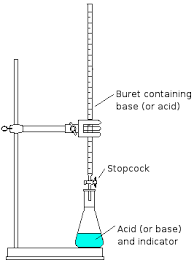 Buret containing
base (or acid)
Stopcock
Acid (or base)
and indicator